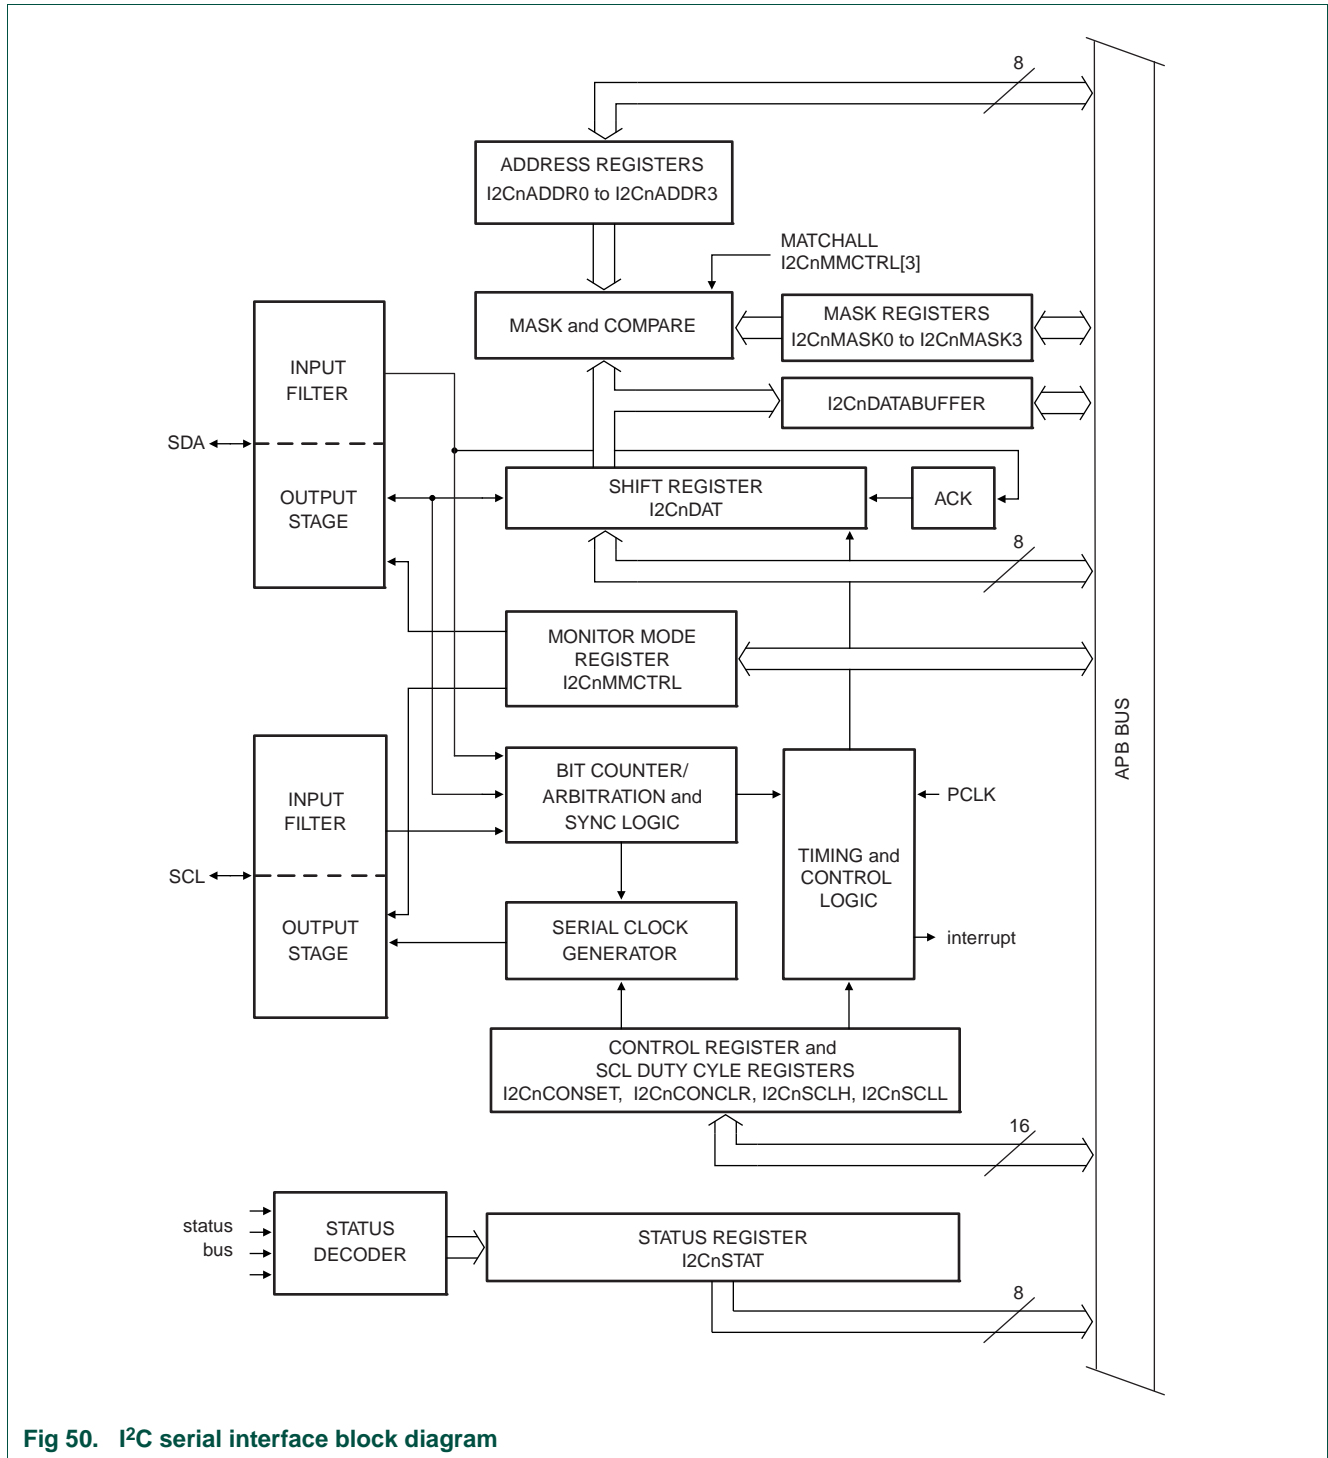 8
ADDRESS REGISTERS
I2CnADDR0 to I2CnADDR3
MATCHALL
I2CnMMCTRL[3]
MASK and COMPARE
MASK REGISTERS
I2CnMASK0 to I2CnMASK3
INPUT
FILTER
I2CnDATABUFFER
SDA
OUTPUT
STAGE
SHIFT REGISTER
I2CnDAT
ACK
8
MONITOR MODE
REGISTER
I2CnMMCTRL
APB BUS
BIT COUNTER/
ARBITRATION and
SYNC LOGIC
INPUT
FILTER
PCLK
TIMING and
CONTROL
LOGIC
SCL
OUTPUT
STAGE
SERIAL CLOCK
GENERATOR
interrupt
CONTROL REGISTER and
SCL DUTY CYLE REGISTERS
I2CnCONSET, I2CnCONCLR, I2CnSCLH, I2CnSCLL
16
status
bus
STATUS
DECODER
STATUS REGISTER
I2CnSTAT
8
Fig 50. I²C serial interface block diagram